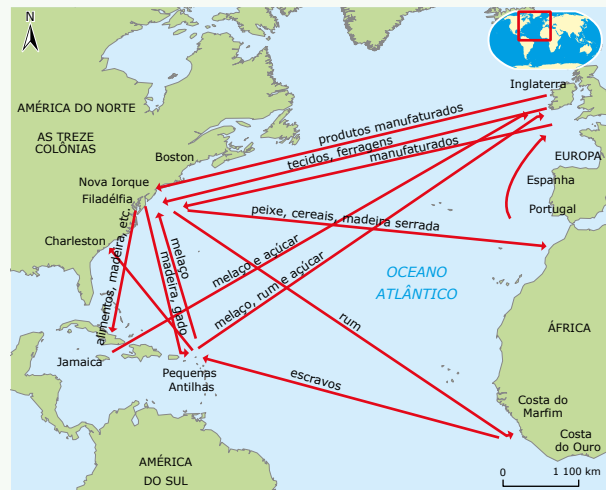 N
Inglaterra
AMÉRICA DO NORTE
AS TREZE
COLÔNIAS
produtos manufaturados
tecidos, ferragens
manufaturados
Boston
EUROPA
Nova Iorque
Filadélfia
Espanha
Portugal
peixe, cereais, madeira serrada
Charleston
alimentos, madeira, etc.
melaço
madeira, gado
melaço e açúcar
melaço, rum e açúcar
OCEANO
ATLÂNTICO
rum
ÁFRICA
Jamaica
Pequenas
Antilhas
escravos
Costa do
Marfim
Costa
do Ouro
AMÉRICA
DO SUL
0 1 100 km